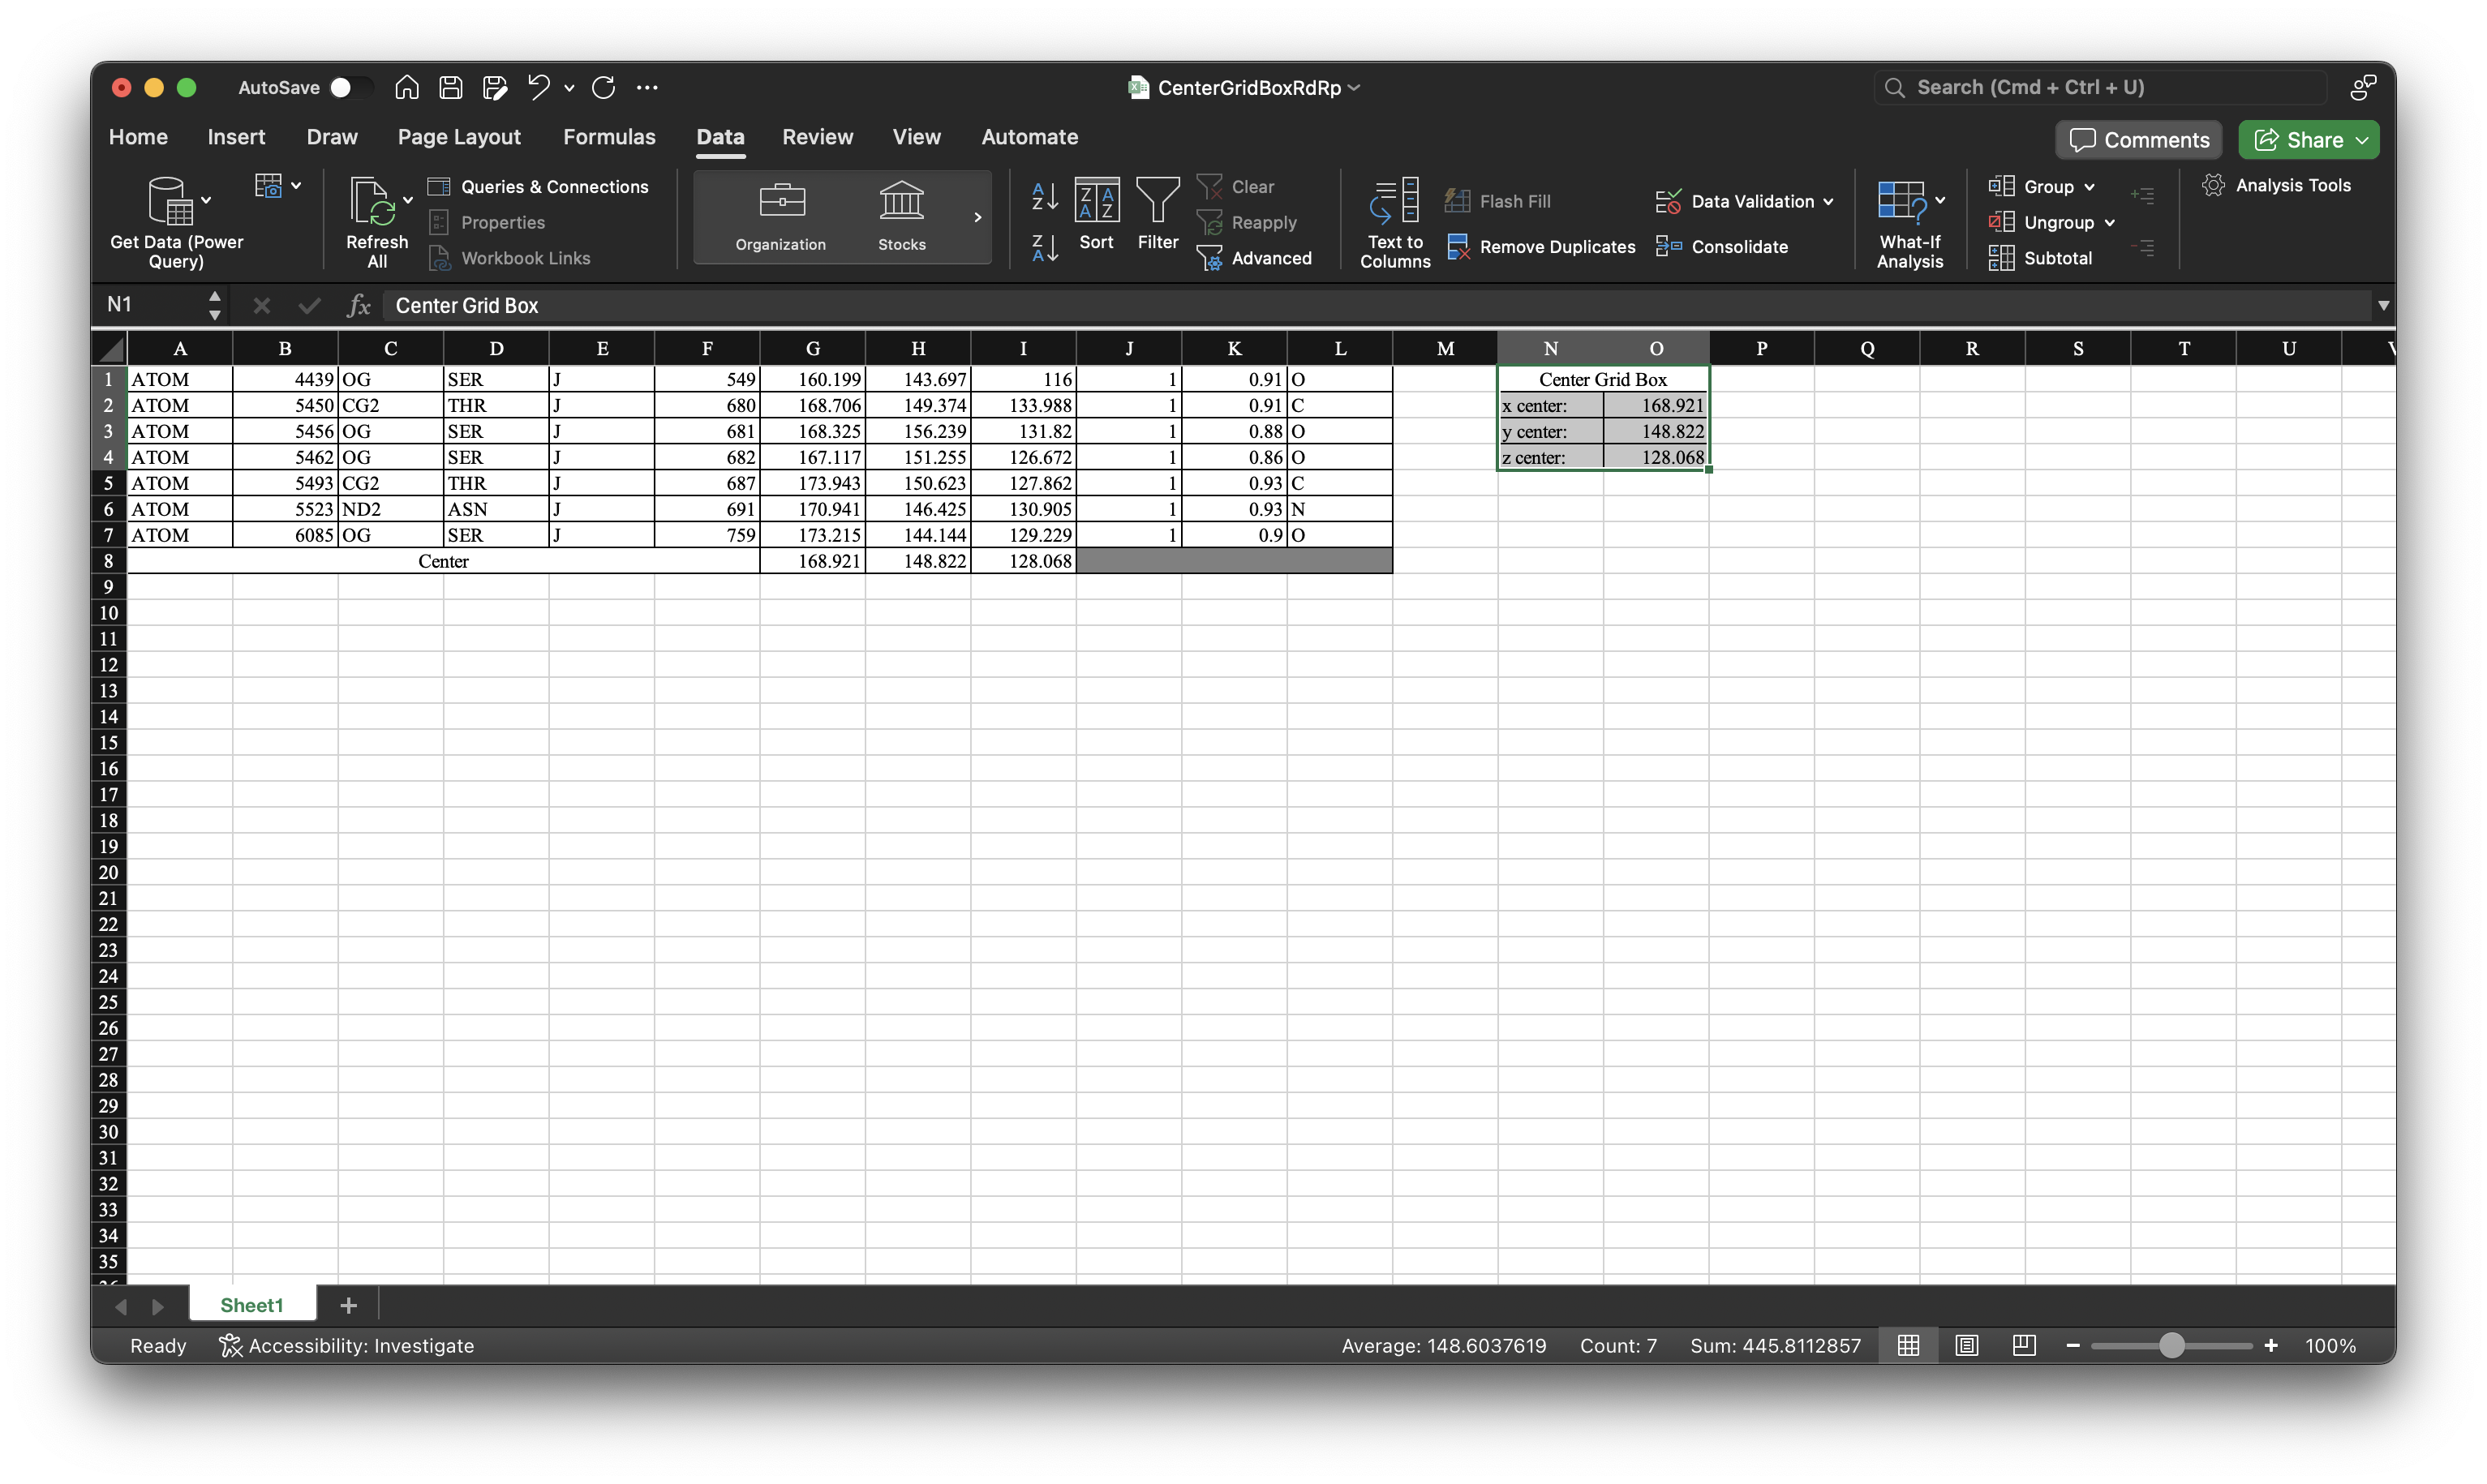 AutoSave
CenterGridBoxRdRp
Search (Cmd + Ctrl + U)
Home Insert Draw Page Layout Formulas Data Review View Automate
Comments Share
Get Data (Power Query)
Refresh All
Queries & Connections
Properties
Workbook Links
Organization Stocks
Sort Filter
Clear
Reapply
Advanced
Text to Columns
Flash Fill
Remove Duplicates
Data Validation
Consolidate
What-If Analysis
Group
Ungroup
Subtotal
Analysis Tools
N1 fx Center Grid Box
A B C D E F G H I J K L M N O P Q R S T U V
1 ATOM 4439 OG SER J 549 160.199 143.697 116 1 0.91 O Center Grid Box
2 ATOM 5450 CG2 THR J 680 168.706 149.374 133.988 1 0.91 C x center: 168.921
3 ATOM 5456 OG SER J 681 168.325 156.239 131.82 1 0.88 O y center: 148.822
4 ATOM 5462 OG SER J 682 167.117 151.255 126.672 1 0.86 O z center: 128.068
5 ATOM 5493 CG2 THR J 687 173.943 150.623 127.862 1 0.93 C
6 ATOM 5523 ND2 ASN J 691 170.941 146.425 130.905 1 0.93 N
7 ATOM 6085 OG SER J 759 173.215 144.144 129.229 1 0.9 O
8 Center 168.921 148.822 128.068
9
10
11
12
13
14
15
16
17
18
19
20
21
22
23
24
25
26
27
28
29
30
31
32
33
34
35
Sheet1
Ready Accessibility: Investigate Average: 148.6037619 Count: 7 Sum: 445.8112857 100%